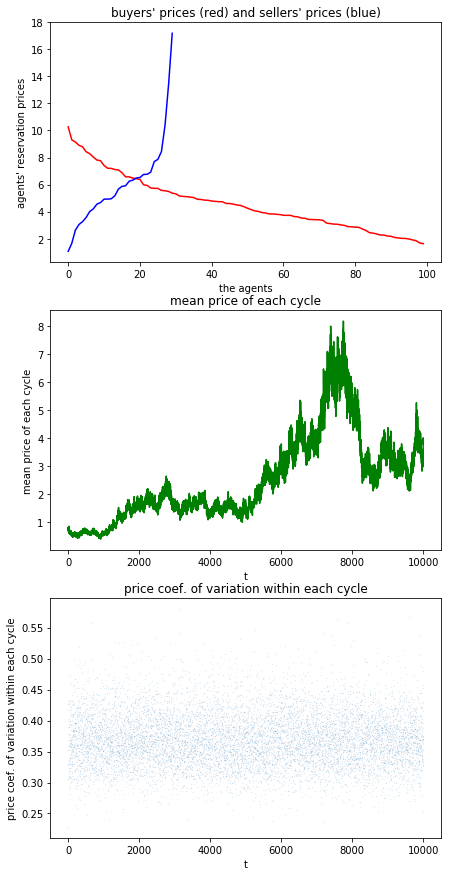 buyers' prices (red) and sellers' prices (blue)
18
16
14
12
10
8
6
4
2
agents' reservation prices
0 20 40 60 80 100
the agents
mean price of each cycle
8
7
6
5
4
3
2
1
mean price of each cycle
0 2000 4000 6000 8000 10000
t
price coef. of variation within each cycle
0.55
0.50
0.45
0.40
0.35
0.30
0.25
price coef. of variation within each cycle
0 2000 4000 6000 8000 10000
t